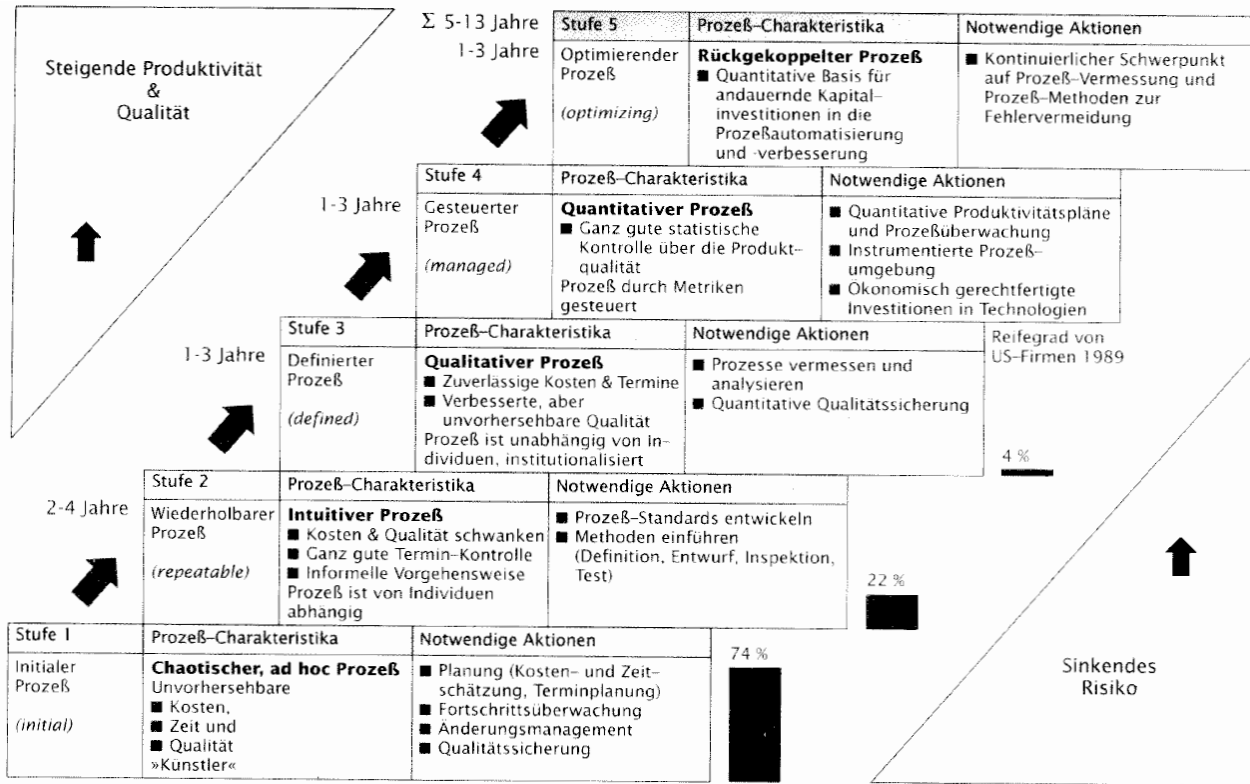 Steigende Produktivität
&
Qualität
Σ 5-13 Jahre
1-3 Jahre
Stufe 5
Prozeß-Charakteristika
Notwendige Aktionen
Optimierender
Prozeß
(optimizing)
Rückgekoppelter Prozeß
■ Quantitative Basis für
andauernde Kapital-
investitionen in die
Prozeßautomatisierung
und -verbesserung
■ Kontinuierlicher Schwerpunkt
auf Prozeß-Vermessung und
Prozeß-Methoden zur
Fehlervermeidung
1-3 Jahre
Stufe 4
Prozeß-Charakteristika
Notwendige Aktionen
Gesteuerter
Prozeß
(managed)
Quantitativer Prozeß
■ Ganz gute statistische
Kontrolle über die Produkt-
qualität
Prozeß durch Metriken
gesteuert
■ Quantitative Produktivitätspläne
und Prozeßüberwachung
■ Instrumentierte Prozeß-
umgebung
■ Ökonomisch gerechtfertigte
Investitionen in Technologien
1-3 Jahre
Stufe 3
Prozeß-Charakteristika
Notwendige Aktionen
Definierter
Prozeß
(defined)
Qualitativer Prozeß
■ Zuverlässige Kosten & Termine
■ Verbesserte, aber
unvorhersehbare Qualität
Prozeß ist unabhängig von In-
dividuen, institutionalisiert
■ Prozesse vermessen und
analysieren
■ Quantitative Qualitätssicherung
Reifegrad von
US-Firmen 1989
4 %
2-4 Jahre
Stufe 2
Prozeß-Charakteristika
Notwendige Aktionen
Wiederholbarer
Prozeß
(repeatable)
Intuitiver Prozeß
■ Kosten & Qualität schwanken
■ Ganz gute Termin-Kontrolle
■ Informelle Vorgehensweise
Prozeß ist von Individuen
abhängig
■ Prozeß-Standards entwickeln
■ Methoden einführen
(Definition, Entwurf, Inspektion,
Test)
22 %
Stufe 1
Prozeß-Charakteristika
Notwendige Aktionen
Initialer
Prozeß
(initial)
Chaotischer, ad hoc Prozeß
Unvorhersehbare
■ Kosten,
■ Zeit und
■ Qualität
»Künstler«
■ Planung (Kosten- und Zeit-
schätzung, Terminplanung)
■ Fortschrittsüberwachung
■ Änderungsmanagement
■ Qualitätssicherung
74 %
Sinkendes
Risiko